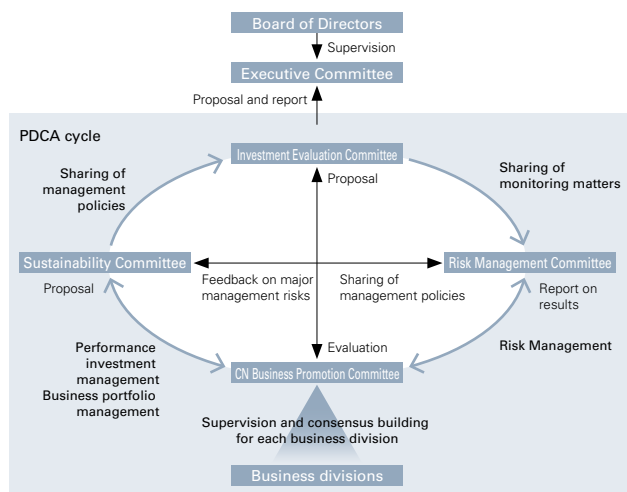 Board of Directors
Supervision
Executive Committee
Proposal and report
PDCA cycle
Investment Evaluation Committee
Sharing of
management
policies
Proposal
Sharing of
monitoring matters
Sustainability Committee
Risk Management Committee
Proposal
Feedback on major
management risks
Sharing of
management policies
Report on
results
Performance
investment
management
Business portfolio
management
Evaluation
Risk Management
CN Business Promotion Committee
Supervision and consensus building
for each business division
Business divisions